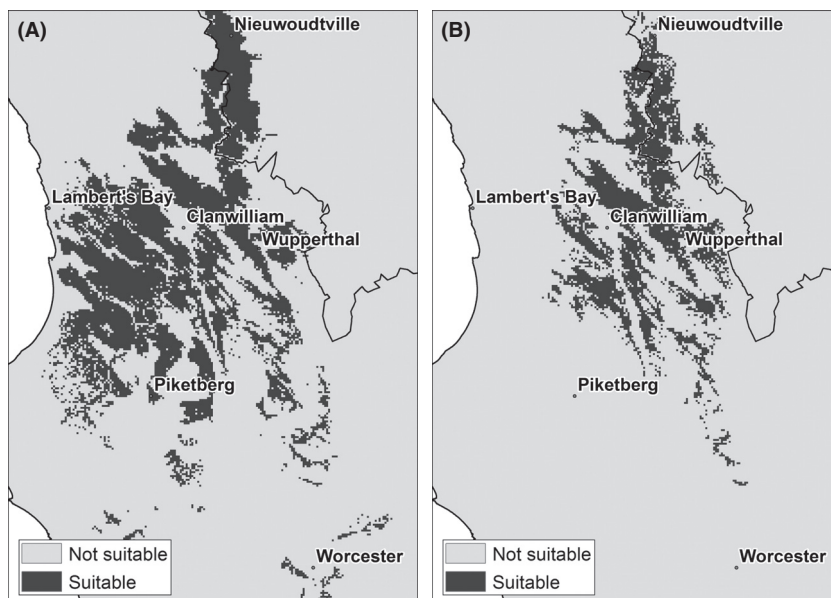 (A)
Nieuwoudtville
Lambert's Bay
Clanwilliam
Wupperthal
Piketberg
Worcester
Not suitable
Suitable
(B)
Nieuwoudtville
Lambert's Bay
Clanwilliam
Wupperthal
Piketberg
Worcester
Not suitable
Suitable